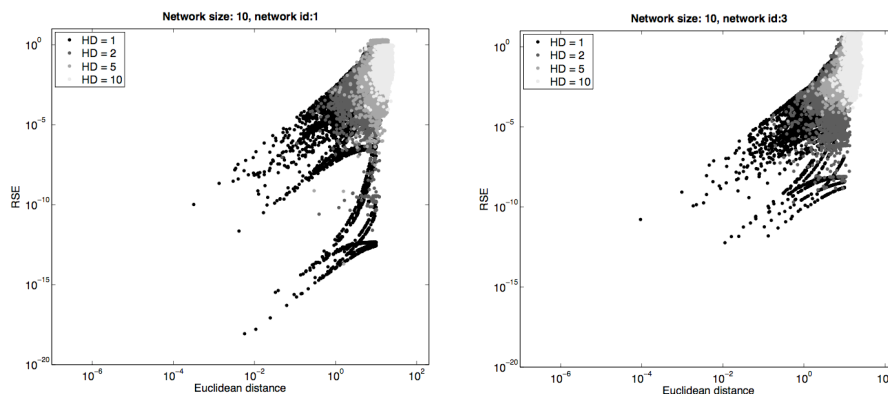 Network size: 10, network id:1
10^0
10^-5
10^-10
10^-15
10^-20
RSE
HD = 1
HD = 2
HD = 5
HD = 10
10^-6
10^-4
10^-2
10^0
10^2
Euclidean distance
Network size: 10, network id:3
10^0
10^-5
10^-10
10^-15
10^-20
RSE
HD = 1
HD = 2
HD = 5
HD = 10
10^-6
10^-4
10^-2
10^0
Euclidean distance